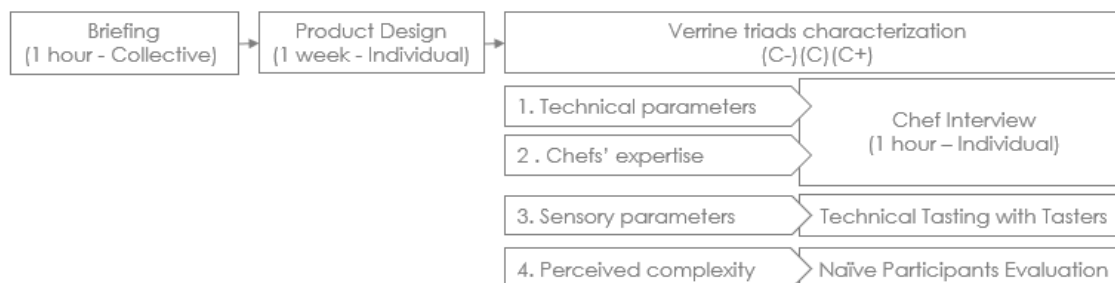 Briefing
(1 hour - Collective)
Product Design
(1 week - Individual)
Verrine triads characterization
(C-) (C) (C+)
1. Technical parameters
2 . Chefs’ expertise
Chef Interview
(1 hour – Individual)
3. Sensory parameters
Technical Tasting with Tasters
4. Perceived complexity
Naïve Participants Evaluation